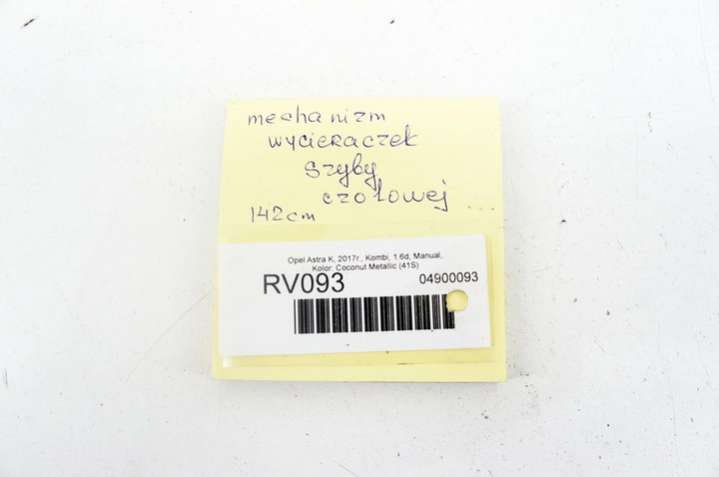 mechanizm
wycieraczek
szyby
czołowej
142cm
Opel Astra K, 2017r., Kombi, 1.6d, Manual,
Kolor: Coconut Metallic (41S)
RV093 04900093